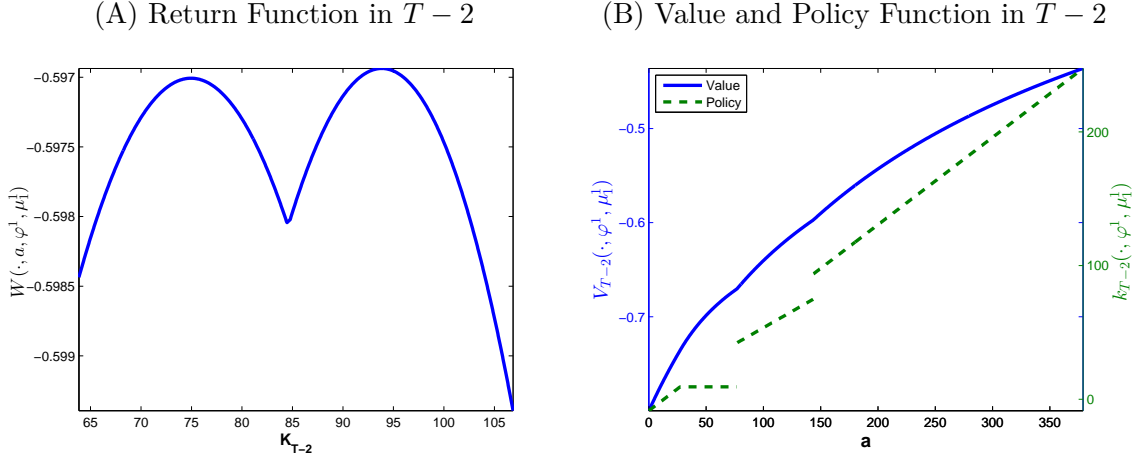 (A) Return Function in T − 2
(B) Value and Policy Function in T − 2
−0.597
−0.5975
−0.598
−0.5985
−0.599
W(·, a, φ¹, μ¹₁)
65 70 75 80 85 90 95 100 105
K_{T−2}
Value
Policy
−0.5
−0.6
−0.7
V_{T−2}(·, φ¹, μ¹₁)
0 50 100 150 200 250 300 350
a
200
100
0
k_{T−2}(·, φ¹, μ¹₁)